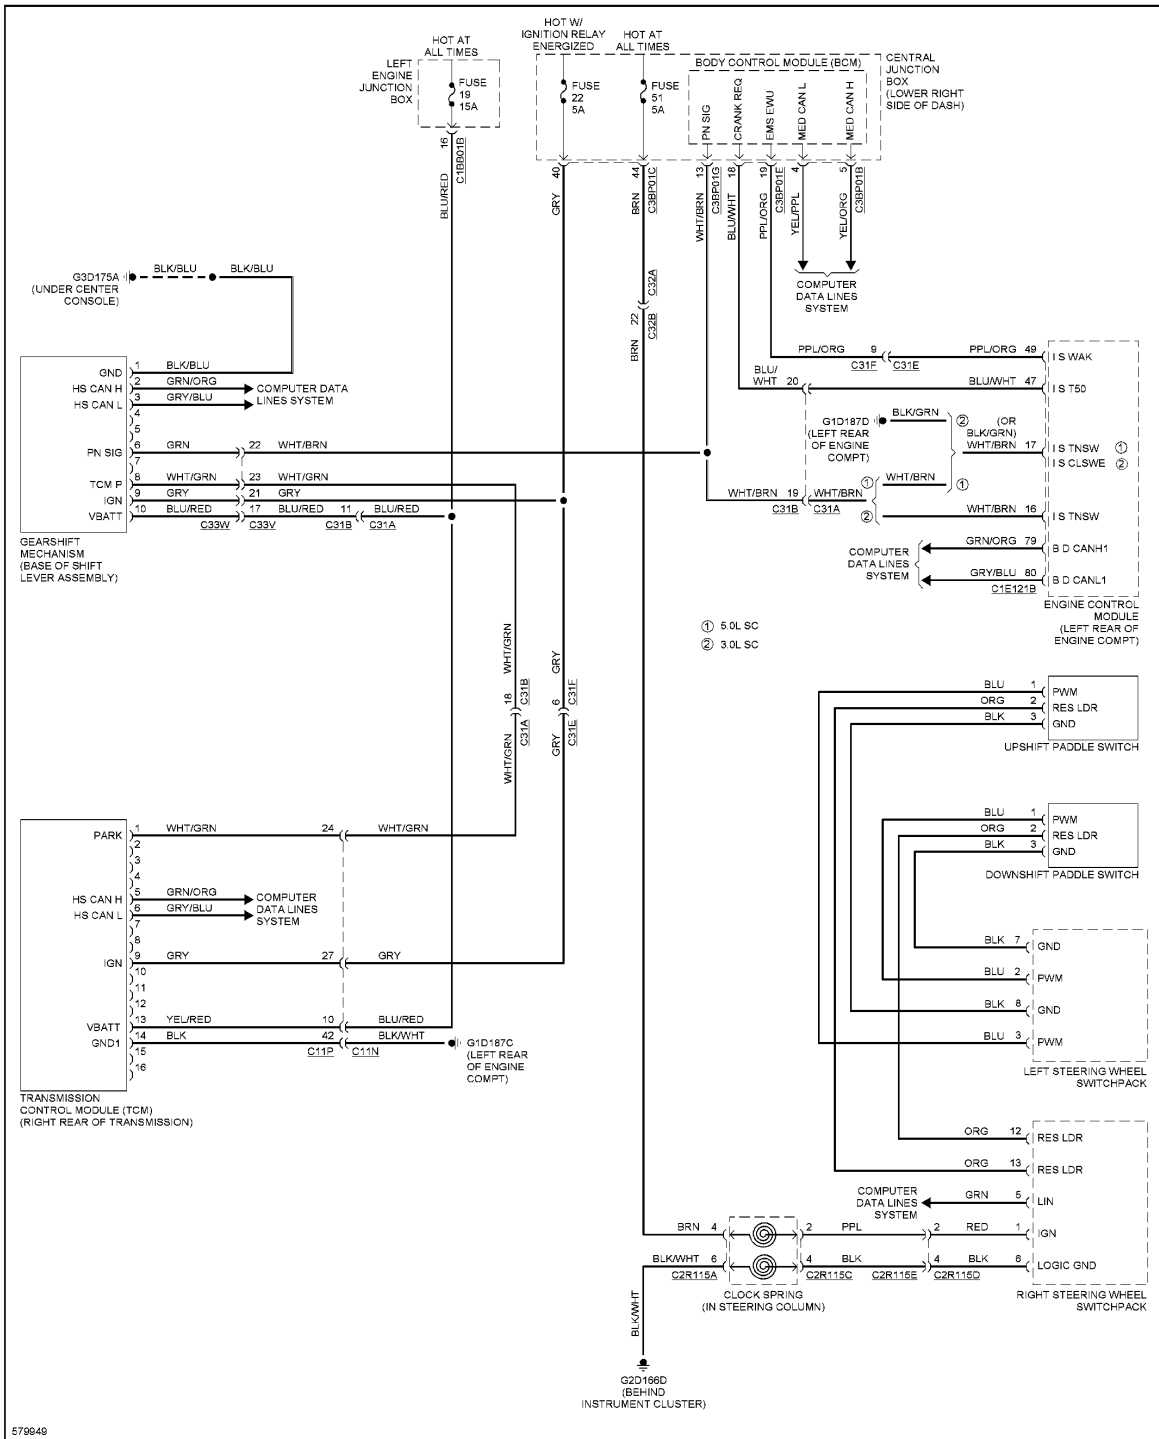 HOT AT
ALL TIMES
HOT W/
IGNITION RELAY
ENERGIZED
HOT AT
ALL TIMES
LEFT
ENGINE
JUNCTION
BOX
FUSE
19
15A
FUSE
22
5A
FUSE
51
5A
BODY CONTROL MODULE (BCM)
PN SIG
CRANK REQ
EMS EWU
MED CAN L
MED CAN H
CENTRAL
JUNCTION
BOX
(LOWER RIGHT
SIDE OF DASH)
16
C1BB01B
BLU/RED
40
GRY
44
C3BP01C
BRN
13
C3BP01G
WHT/BRN
18
BLU/WHT
19
C3BP01E
PPL/ORG
4
YEL/PPL
5
C3BP01B
YEL/ORG
COMPUTER
DATA LINES
SYSTEM
C32A
22
C32B
BRN
G3D175A
(UNDER CENTER
CONSOLE)
BLK/BLU
BLK/BLU
GND 1 BLK/BLU
HS CAN H 2 GRN/ORG
HS CAN L 3 GRY/BLU
COMPUTER DATA
LINES SYSTEM
4
5
PN SIG 6 GRN 22 WHT/BRN
7
TCM P 8 WHT/GRN 23 WHT/GRN
IGN 9 GRY 21 GRY
VBATT 10 BLU/RED 17 BLU/RED 11 BLU/RED
C33W C33V C31B C31A
GEARSHIFT
MECHANISM
(BASE OF SHIFT
LEVER ASSEMBLY)
PPL/ORG 9 PPL/ORG 49 I S WAK
C31F C31E
BLU/
WHT 20 BLU/WHT 47 I S T50
G1D187D
(LEFT REAR
OF ENGINE
COMPT)
BLK/GRN ②
(OR
BLK/GRN)
WHT/BRN 17 I S TNSW ①
I S CLSWE ②
① WHT/BRN ①
WHT/BRN 19 WHT/BRN
C31B C31A
② WHT/BRN 16 I S TNSW
COMPUTER
DATA LINES
SYSTEM
GRN/ORG 79 B D CANH1
GRY/BLU 80 B D CANL1
C1E121B
ENGINE CONTROL
MODULE
(LEFT REAR OF
ENGINE COMPT)
① 5.0L SC
② 3.0L SC
WHT/GRN
18
C31B
C31A
WHT/GRN
GRY
6
C31F
C31E
GRY
BLU 1 PWM
ORG 2 RES LDR
BLK 3 GND
UPSHIFT PADDLE SWITCH
BLU 1 PWM
ORG 2 RES LDR
BLK 3 GND
DOWNSHIFT PADDLE SWITCH
PARK 1 WHT/GRN 24 WHT/GRN
2
3
4
HS CAN H 5 GRN/ORG
HS CAN L 6 GRY/BLU
COMPUTER
DATA LINES
SYSTEM
7
8
IGN 9 GRY 27 GRY
10
11
12
VBATT 13 YEL/RED 10 BLU/RED
GND1 14 BLK 42 BLK/WHT
C11P C11N
15
16
G1D187C
(LEFT REAR
OF ENGINE
COMPT)
TRANSMISSION
CONTROL MODULE (TCM)
(RIGHT REAR OF TRANSMISSION)
BLK 7 GND
BLU 2 PWM
BLK 8 GND
BLU 3 PWM
LEFT STEERING WHEEL
SWITCHPACK
ORG 12 RES LDR
ORG 13 RES LDR
COMPUTER
DATA LINES
SYSTEM
GRN 5 LIN
BRN 4 2 PPL 2 RED 1 IGN
BLK/WHT 6 4 BLK 4 BLK 6 LOGIC GND
C2R115A C2R115C C2R115E C2R115D
CLOCK SPRING
(IN STEERING COLUMN)
RIGHT STEERING WHEEL
SWITCHPACK
BLK/WHT
G2D166D
(BEHIND
INSTRUMENT CLUSTER)
579949